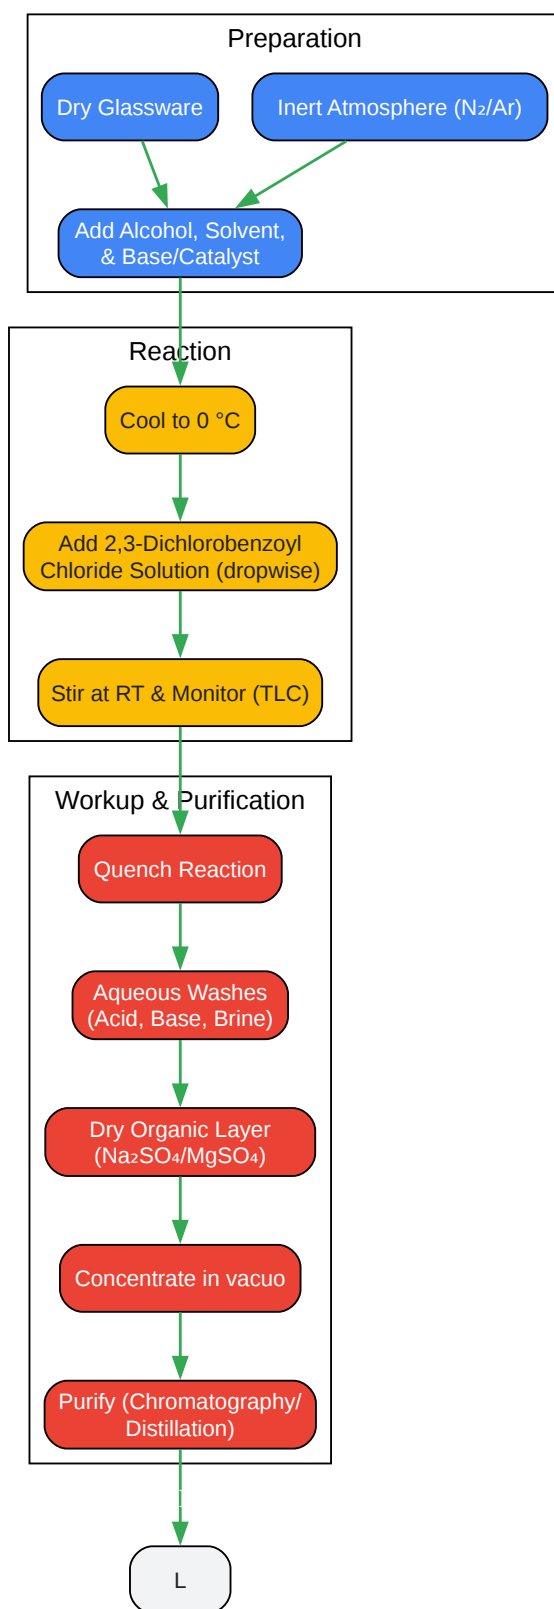 Preparation
Dry Glassware
Inert Atmosphere (N₂/Ar)
Add Alcohol, Solvent,
& Base/Catalyst
Reaction
Cool to 0 °C
Add 2,3-Dichlorobenzoyl
Chloride Solution (dropwise)
Stir at RT & Monitor (TLC)
Workup & Purification
Quench Reaction
Aqueous Washes
(Acid, Base, Brine)
Dry Organic Layer
(Na₂SO₄/MgSO₄)
Concentrate in vacuo
Purify (Chromatography/
Distillation)
L